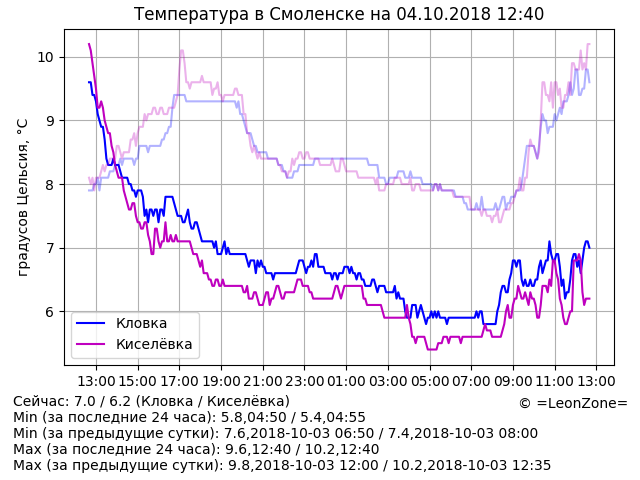 Температура в Смоленске на 04.10.2018 12:40
градусов Цельсия, °C
10
9
8
7
6
Кловка
Киселёвка
13:00 15:00 17:00 19:00 21:00 23:00 01:00 03:00 05:00 07:00 09:00 11:00 13:00
Сейчас: 7.0 / 6.2 (Кловка / Киселёвка)
© =LeonZone=
Min (за последние 24 часа): 5.8,04:50 / 5.4,04:55
Min (за предыдущие сутки): 7.6,2018-10-03 06:50 / 7.4,2018-10-03 08:00
Max (за последние 24 часа): 9.6,12:40 / 10.2,12:40
Max (за предыдущие сутки): 9.8,2018-10-03 12:00 / 10.2,2018-10-03 12:35